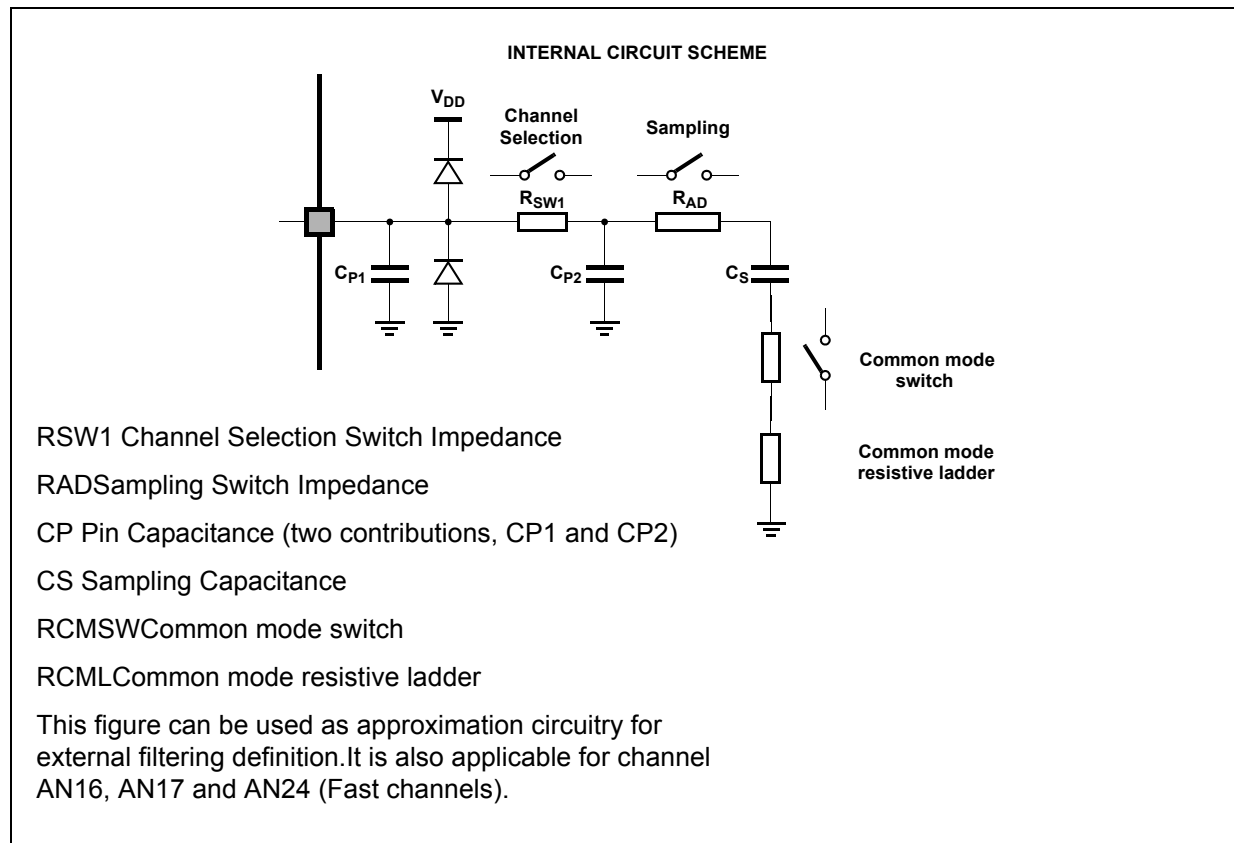 INTERNAL CIRCUIT SCHEME
VDD
Channel
Selection
Sampling
RSW1
RAD
CP1
CP2
CS
Common mode
switch
Common mode
resistive ladder
RSW1 Channel Selection Switch Impedance
RADSampling Switch Impedance
CP Pin Capacitance (two contributions, CP1 and CP2)
CS Sampling Capacitance
RCMSWCommon mode switch
RCMLCommon mode resistive ladder
This figure can be used as approximation circuitry for
external filtering definition.It is also applicable for channel
AN16, AN17 and AN24 (Fast channels).